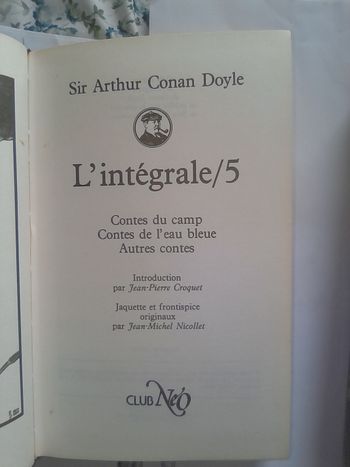 Sir Arthur Conan Doyle
L'intégrale/5
Contes du camp
Contes de l'eau bleue
Autres contes
Introduction
par Jean-Pierre Croquet
Jaquette et frontispice
originaux
par Jean-Michel Nicollet
CLUB Néo